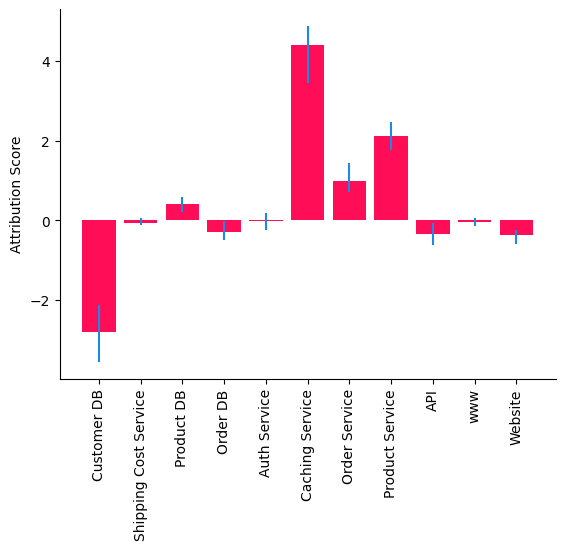 Attribution Score
4
2
0
−2
Customer DB
Shipping Cost Service
Product DB
Order DB
Auth Service
Caching Service
Order Service
Product Service
API
www
Website